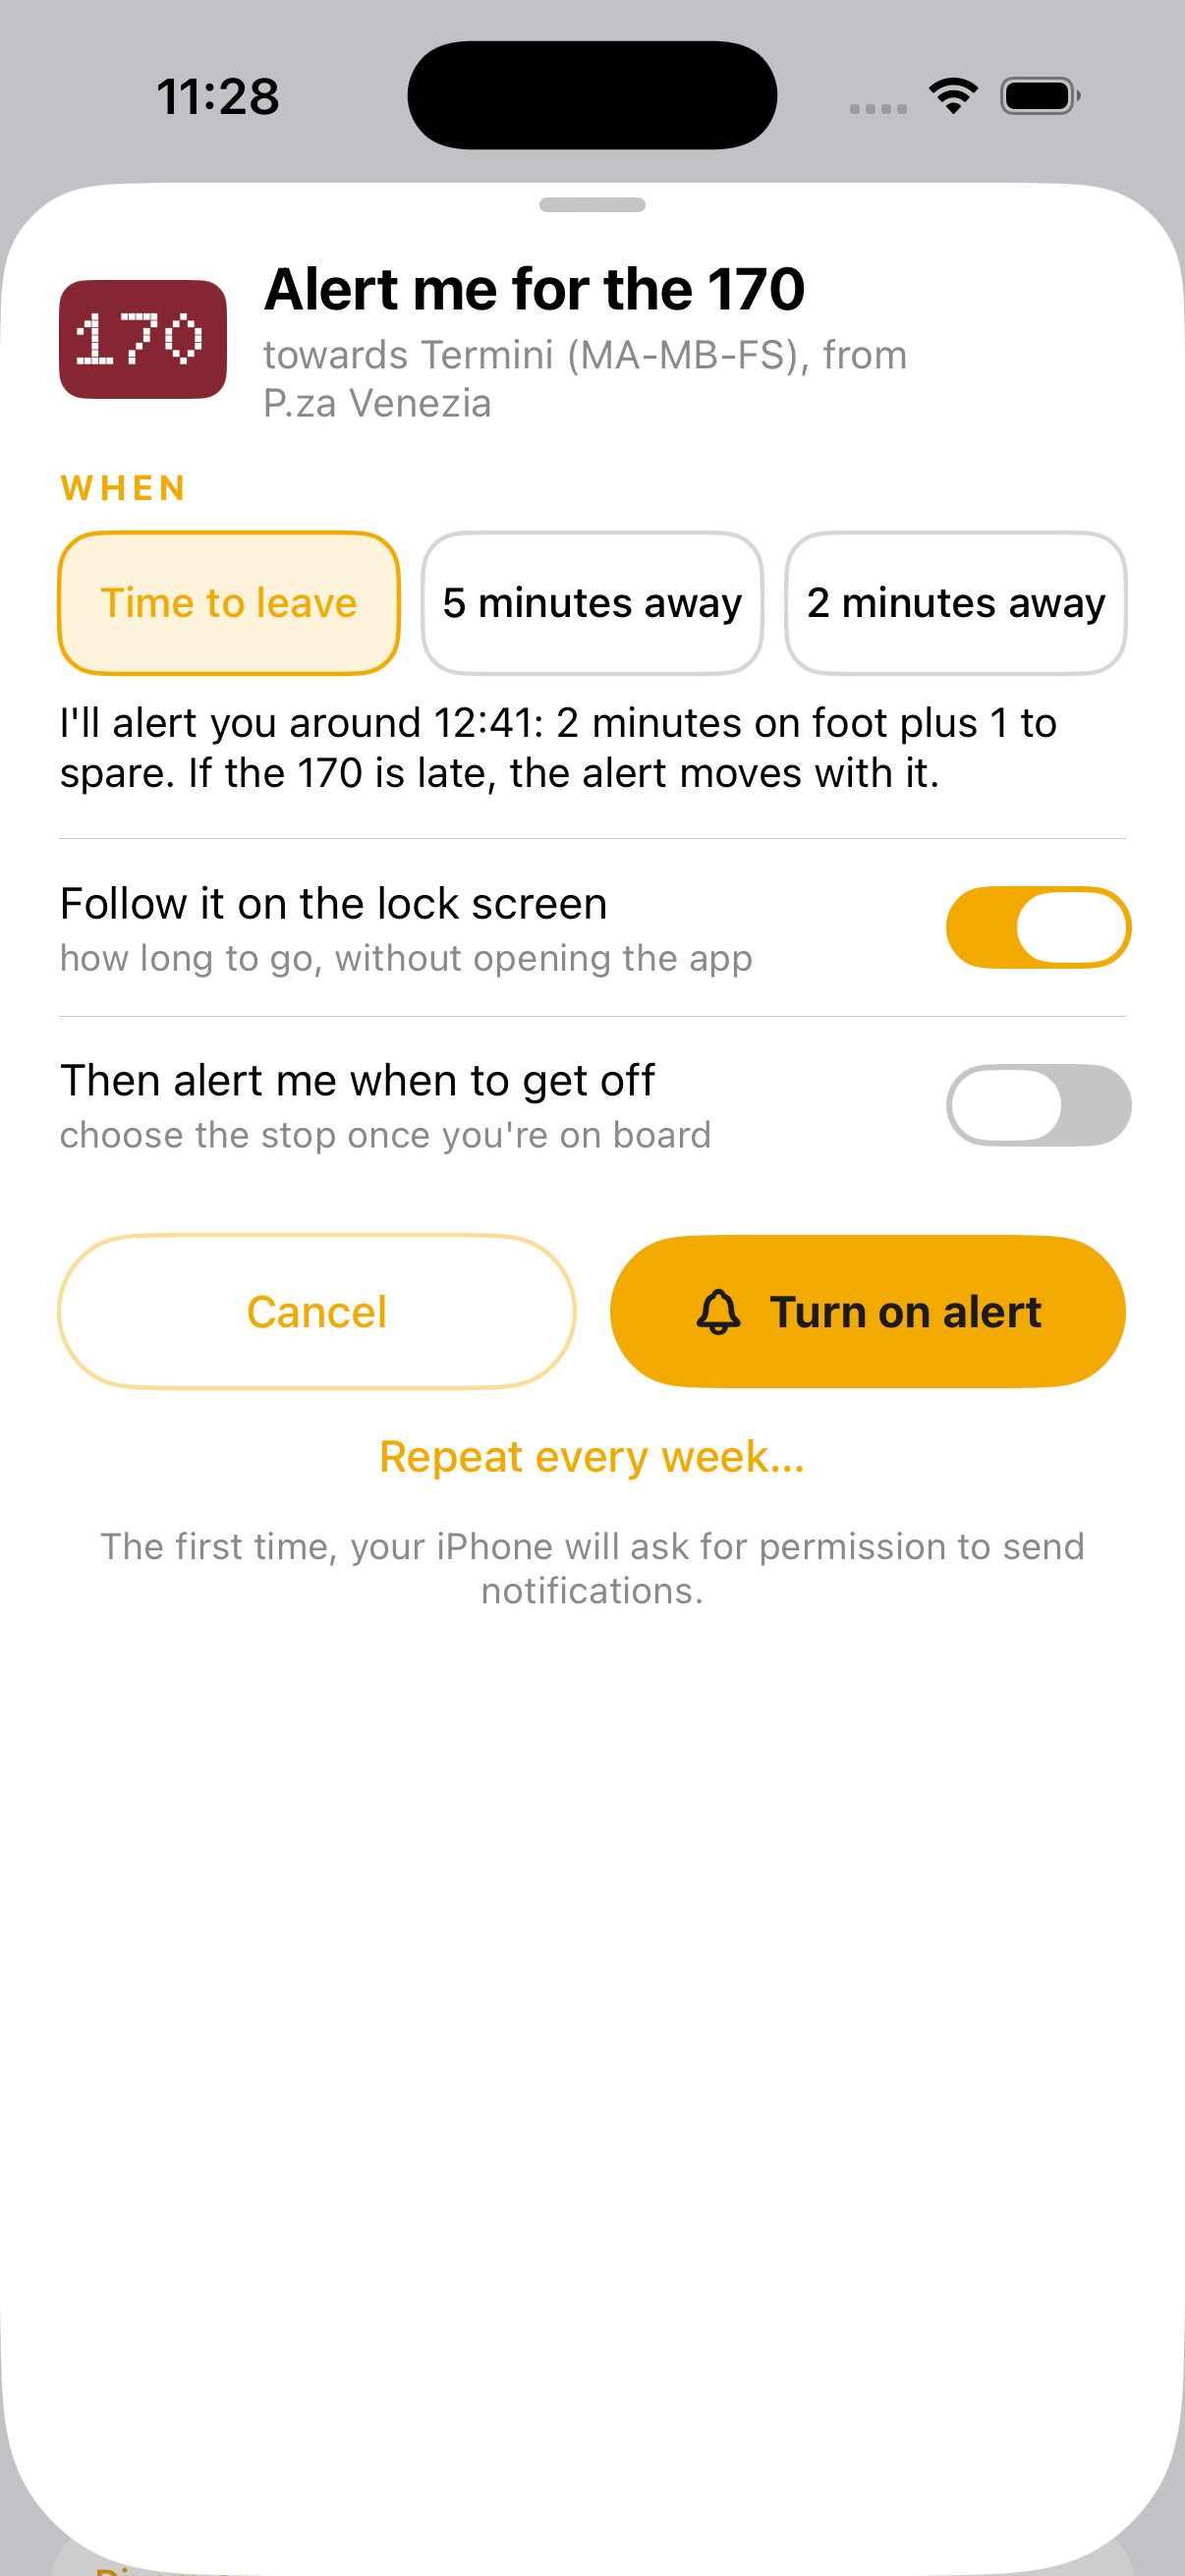 11:28
170
Alert me for the 170
towards Termini (MA-MB-FS), from
P.za Venezia
WHEN
Time to leave
5 minutes away
2 minutes away
I'll alert you around 12:41: 2 minutes on foot plus 1 to
spare. If the 170 is late, the alert moves with it.
Follow it on the lock screen
how long to go, without opening the app
Then alert me when to get off
choose the stop once you're on board
Cancel
Turn on alert
Repeat every week...
The first time, your iPhone will ask for permission to send
notifications.